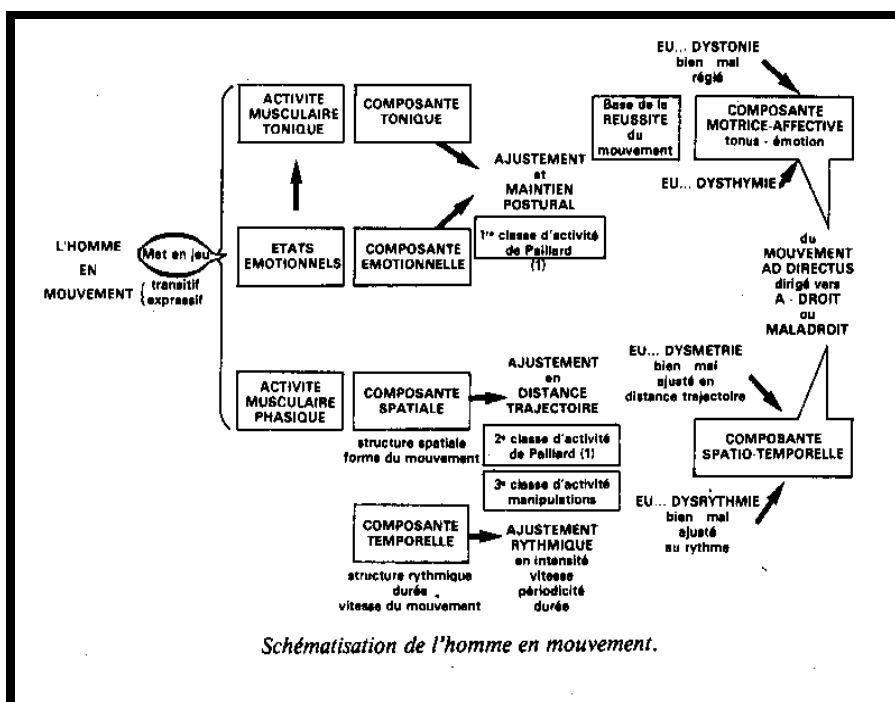 L'HOMME
EN
MOUVEMENT
Met en jeu
transitif
expressif
ACTIVITE
MUSCULAIRE
TONIQUE
COMPOSANTE
TONIQUE
ETATS
EMOTIONNELS
COMPOSANTE
EMOTIONNELLE
AJUSTEMENT
et
MAINTIEN
POSTURAL
1re classe d'activité
de Paillard
(1)
ACTIVITE
MUSCULAIRE
PHASIQUE
COMPOSANTE
SPATIALE
structure spatiale
forme du mouvement
AJUSTEMENT
en
DISTANCE
TRAJECTOIRE
2e classe d'activité
de Paillard (1)
3e classe d'activité
manipulations
COMPOSANTE
TEMPORELLE
structure rythmique
durée
vitesse du mouvement
AJUSTEMENT
RYTHMIQUE
en intensité
vitesse
périodicité
durée
EU... DYSTONIE
bien mal
réglé
Base de la
REUSSITE
du
mouvement
COMPOSANTE
MOTRICE-AFFECTIVE
tonus - émotion
EU... DYSTHYMIE
du
MOUVEMENT
AD DIRECTUS
dirigé vers
A - DROIT
ou
MALADROIT
EU... DYSMETRIE
bien mal
ajusté en
distance trajectoire
COMPOSANTE
SPATIO-TEMPORELLE
EU... DYSRYTHMIE
bien mal
ajusté
au rythme
Schématisation de l'homme en mouvement.